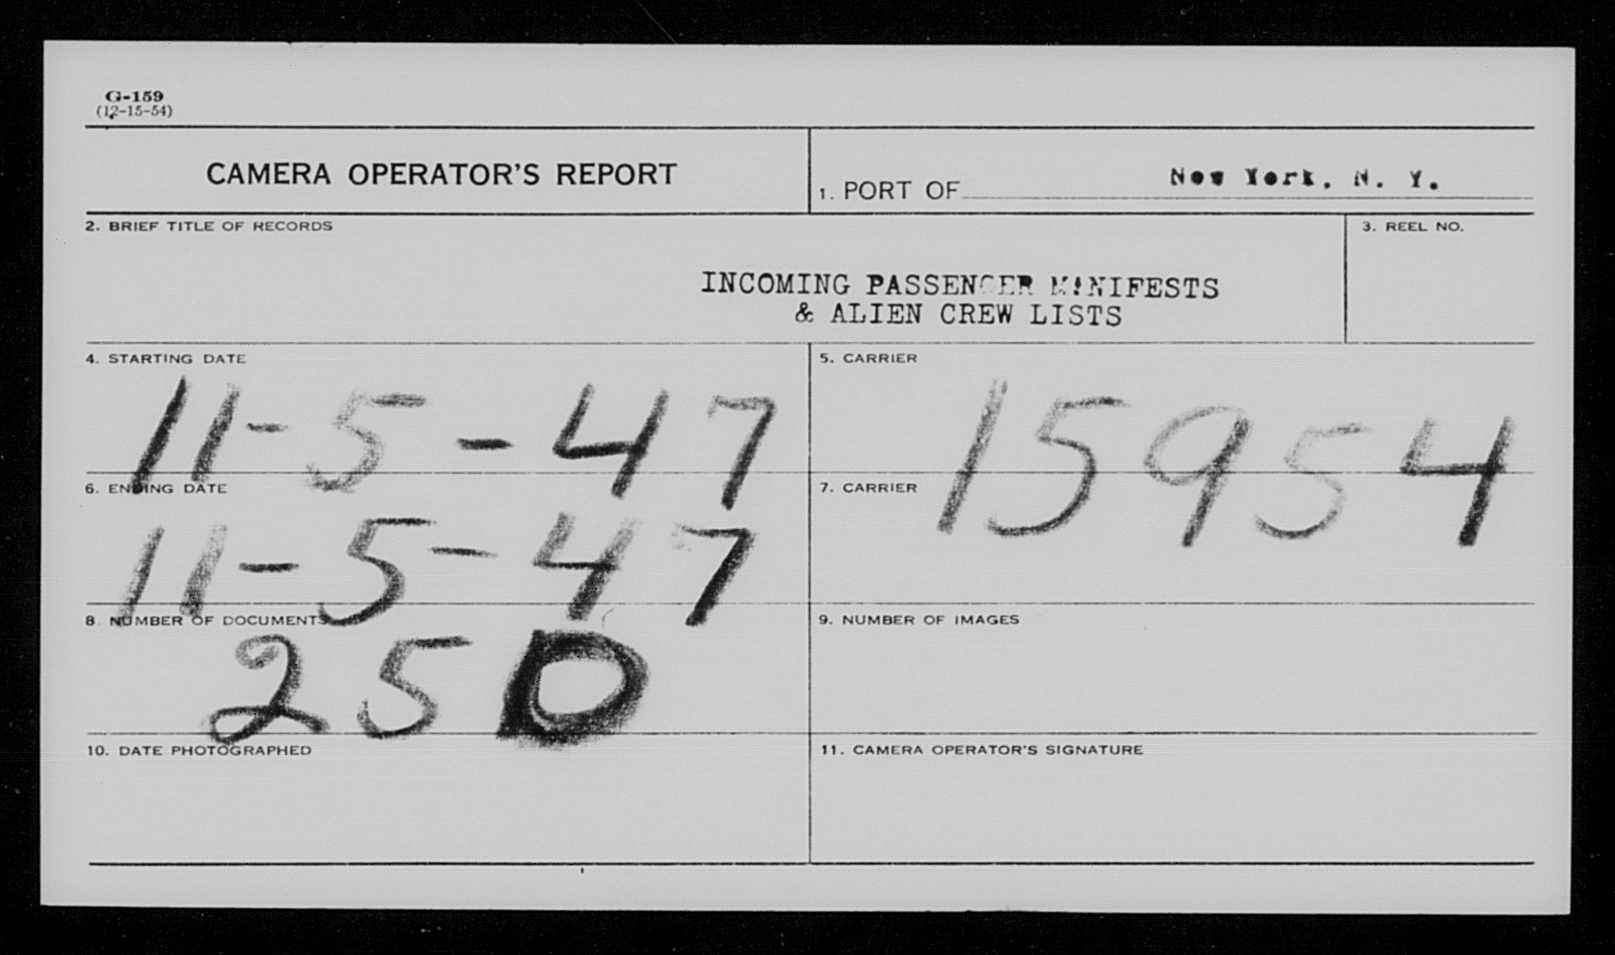 G-159
(12-15-54)
CAMERA OPERATOR'S REPORT
1. PORT OF New York, N. Y.
2. BRIEF TITLE OF RECORDS
3. REEL NO.
INCOMING PASSENGER MANIFESTS
& ALIEN CREW LISTS
4. STARTING DATE
5. CARRIER
11-5-47
15954
6. ENDING DATE
7. CARRIER
11-5-47
8. NUMBER OF DOCUMENTS
9. NUMBER OF IMAGES
250
10. DATE PHOTOGRAPHED
11. CAMERA OPERATOR'S SIGNATURE